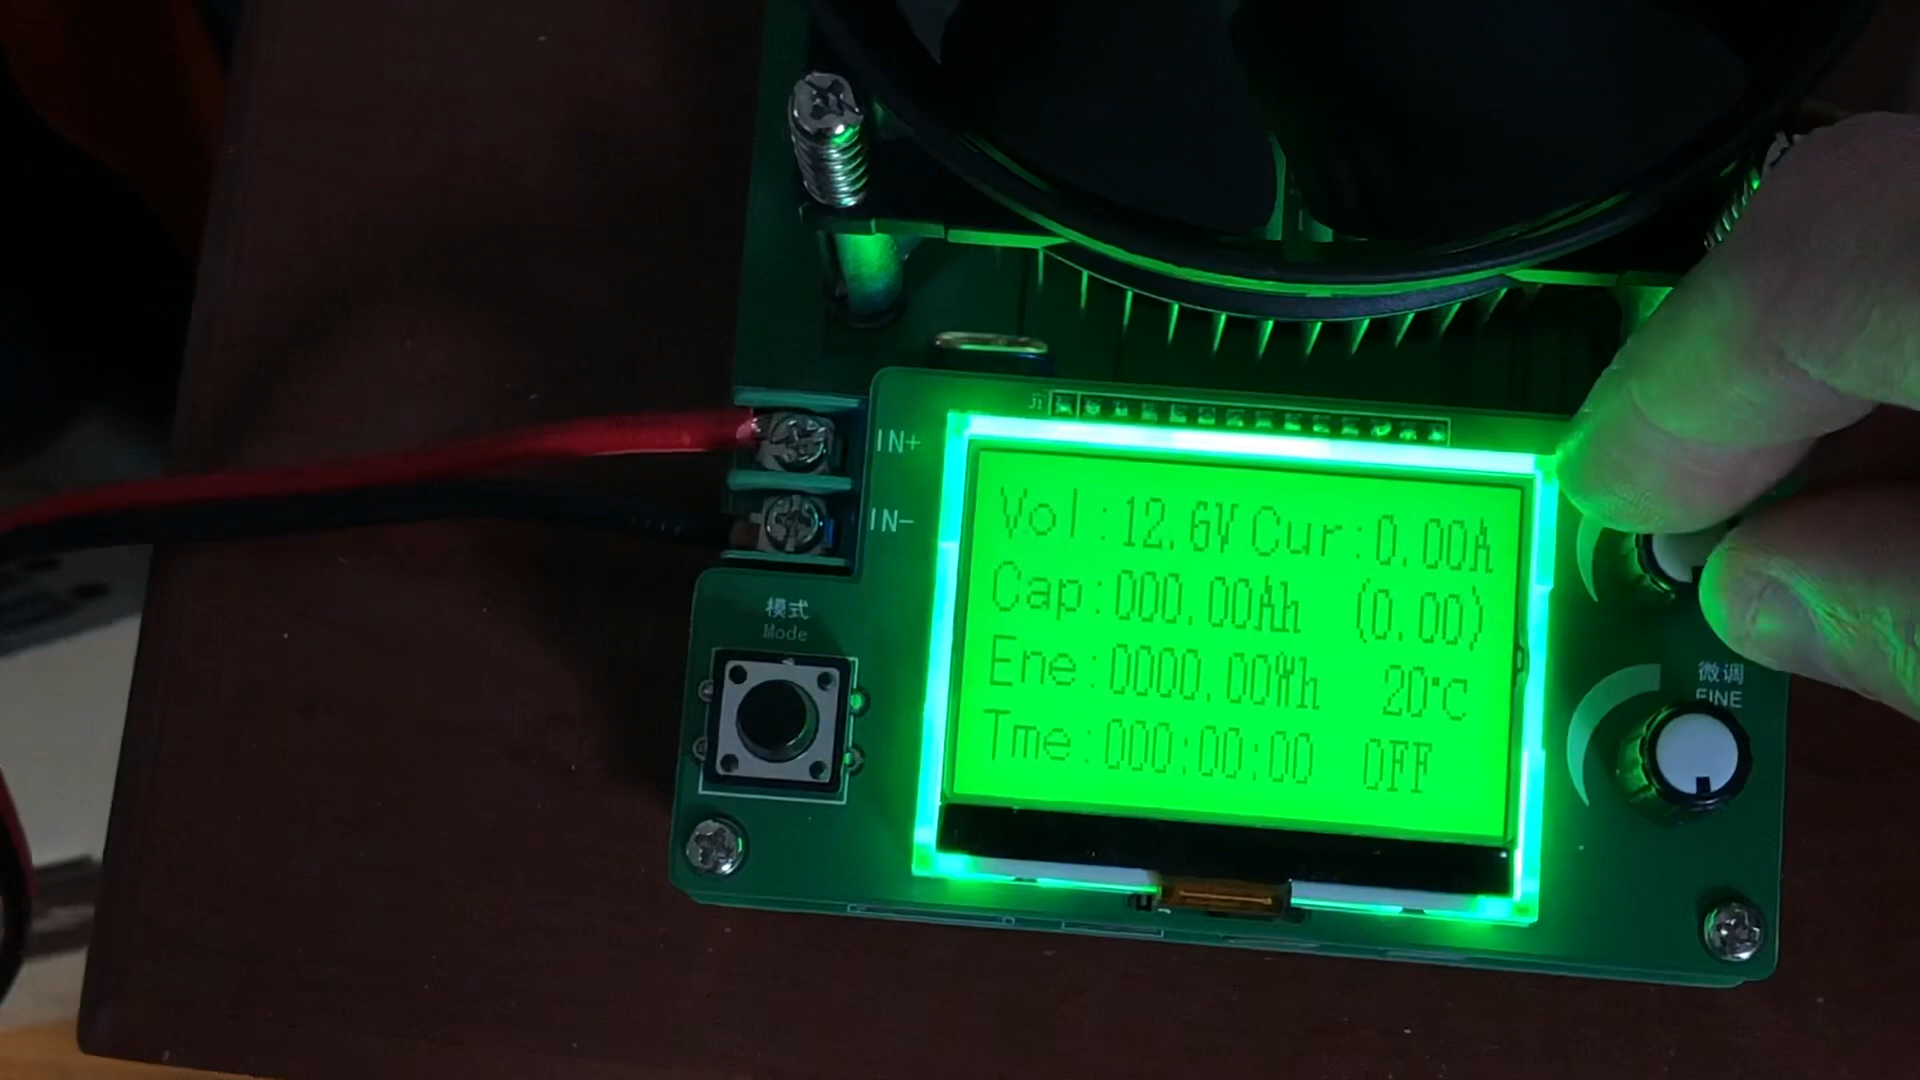 J1
IN+
IN-
模式
Mode
Vol:12.6V Cur:0.00A
Cap:000.00Ah (0.00)
Ene:0000.00Wh 20℃
Tme:000:00:00 OFF
微调
FINE